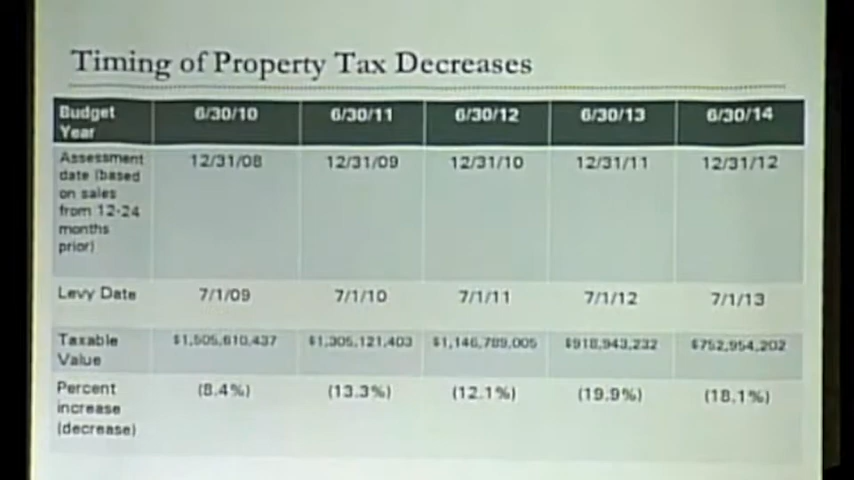 Timing of Property Tax Decreases
Budget Year 6/30/10 6/30/11 6/30/12 6/30/13 6/30/14
Assessment date (based on sales from 12-24 months prior) 12/31/08 12/31/09 12/31/10 12/31/11 12/31/12
Levy Date 7/1/09 7/1/10 7/1/11 7/1/12 7/1/13
Taxable Value $1,505,610,437 $1,305,121,403 $1,146,789,005 $918,943,232 $752,954,202
Percent increase (decrease) (8.4%) (13.3%) (12.1%) (19.9%) (18.1%)